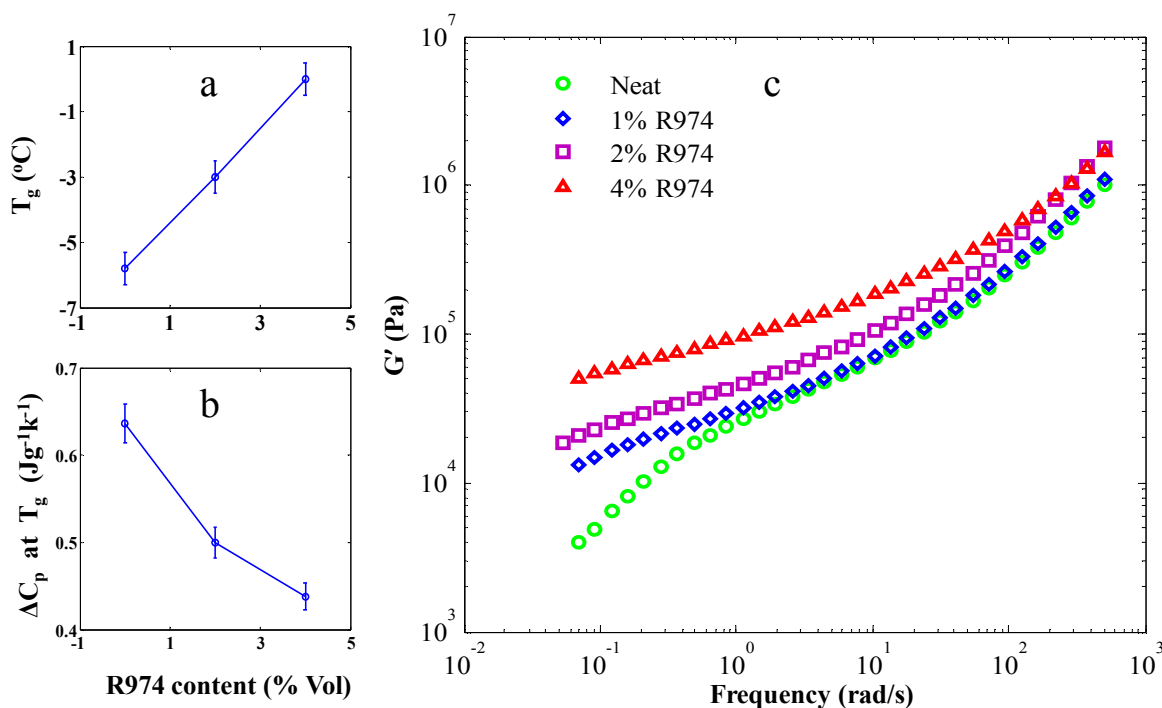 a
1
-1
-3
-5
-7
-1
1
3
5
T_g (ºC)
b
0.7
0.6
0.5
0.4
-1
1
3
5
ΔC_p at T_g (Jg⁻¹k⁻¹)
R974 content (% Vol)
c
Neat
1% R974
2% R974
4% R974
10⁷
10⁶
10⁵
10⁴
10³
G' (Pa)
10⁻²
10⁻¹
10⁰
10¹
10²
10³
Frequency (rad/s)